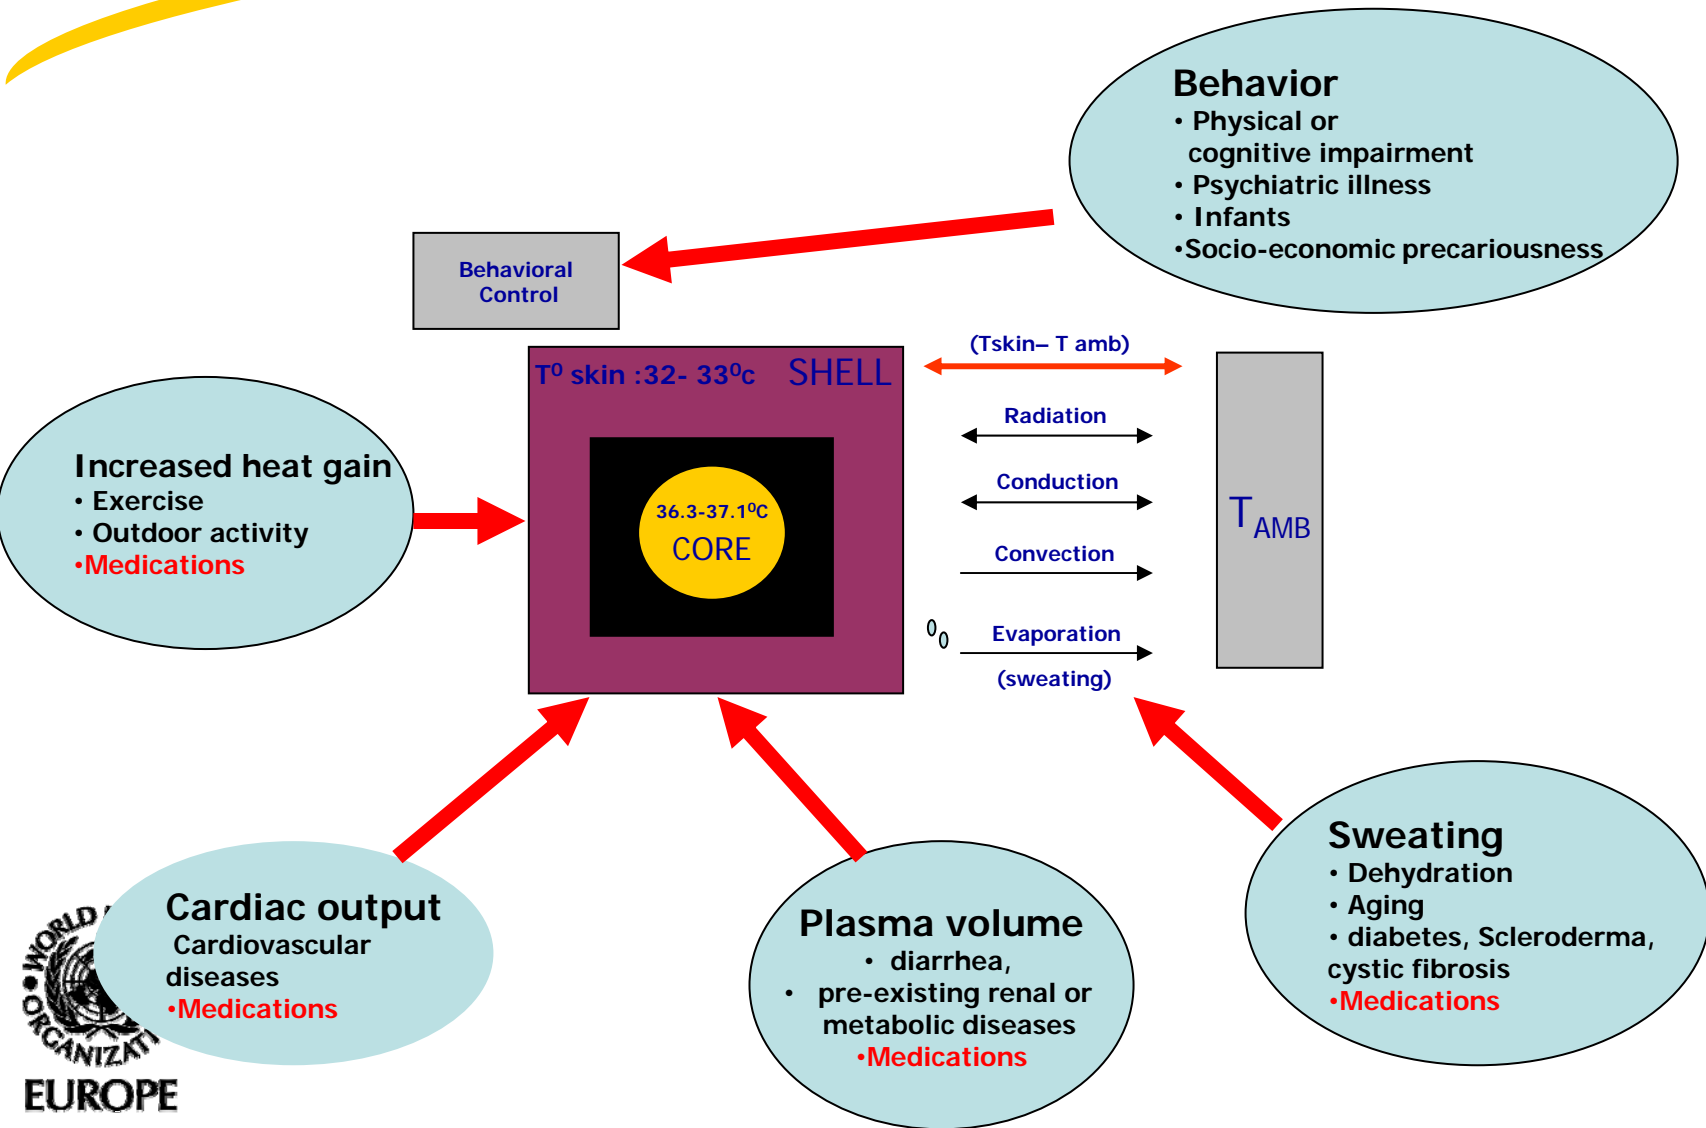 Behavior
• Physical or
cognitive impairment
• Psychiatric illness
• Infants
•Socio-economic precariousness
Behavioral
Control
(Tskin– T amb)
T⁰ skin :32- 33⁰c SHELL
Radiation
Increased heat gain
• Exercise
• Outdoor activity
•Medications
Conduction
36.3-37.1⁰C
CORE
TAMB
Convection
Evaporation
(sweating)
Sweating
• Dehydration
• Aging
• diabetes, Scleroderma,
cystic fibrosis
•Medications
Cardiac output
Cardiovascular
diseases
•Medications
Plasma volume
• diarrhea,
• pre-existing renal or
metabolic diseases
•Medications
WORLD
EUROPE